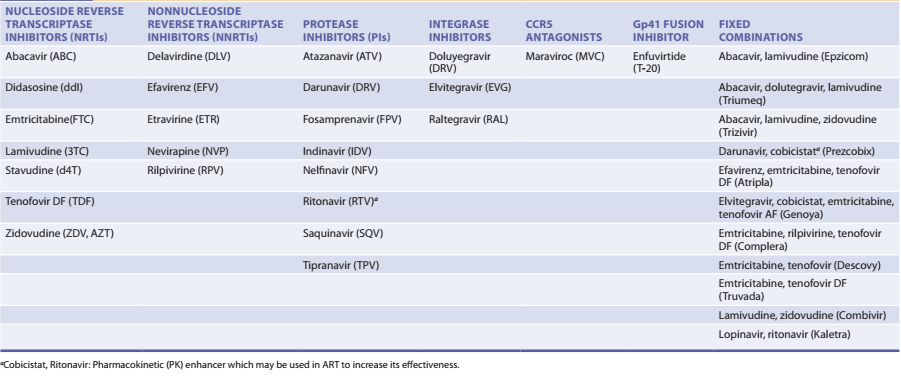 NUCLEOSIDE REVERSE TRANSCRIPTASE INHIBITORS (NRTIs)
NONNUCLEOSIDE REVERSE TRANSCRIPTASE INHIBITORS (NNRTIs)
PROTEASE INHIBITORS (PIs)
INTEGRASE INHIBITORS
CCR5 ANTAGONISTS
Gp41 FUSION INHIBITOR
FIXED COMBINATIONS
Abacavir (ABC)
Delavirdine (DLV)
Atazanavir (ATV)
Doluyegravir (DRV)
Maraviroc (MVC)
Enfuvirtide (T-20)
Abacavir, lamivudine (Epzicom)
Didasosine (ddI)
Efavirenz (EFV)
Darunavir (DRV)
Elvitegravir (EVG)
Abacavir, dolutegravir, lamivudine (Triumeq)
Emtricitabine(FTC)
Etravirine (ETR)
Fosamprenavir (FPV)
Raltegravir (RAL)
Abacavir, lamivudine, zidovudine (Trizivir)
Lamivudine (3TC)
Nevirapine (NVP)
Indinavir (IDV)
Darunavir, cobicistatª (Prezcobix)
Stavudine (d4T)
Rilpivirine (RPV)
Nelfinavir (NFV)
Efavirenz, emtricitabine, tenofovir DF (Atripla)
Tenofovir DF (TDF)
Ritonavir (RTV)ª
Elvitegravir, cobicistat, emtricitabine, tenofovir AF (Genoya)
Zidovudine (ZDV, AZT)
Saquinavir (SQV)
Emtricitabine, rilpivirine, tenofovir DF (Complera)
Tipranavir (TPV)
Emtricitabine, tenofovir (Descovy)
Emtricitabine, tenofovir DF (Truvada)
Lamivudine, zidovudine (Combivir)
Lopinavir, ritonavir (Kaletra)
ªCobicistat, Ritonavir: Pharmacokinetic (PK) enhancer which may be used in ART to increase its effectiveness.